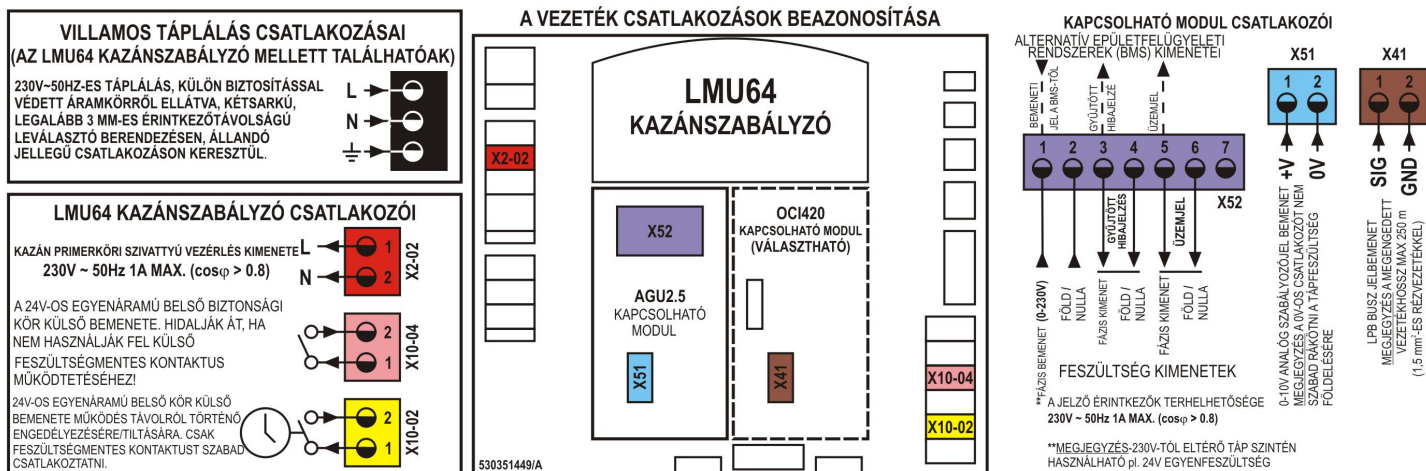 VILLAMOS TÁPLÁLÁS CSATLAKOZÁSAI
(AZ LMU64 KAZÁNSZABÁLYZÓ MELLETT TALÁLHATÓAK)
230V~50HZ-ES TÁPLÁLÁS, KÜLÖN BIZTOSÍTÁSSAL
VÉDETT ÁRAMKÖRRŐL ELLÁTVA, KÉTSARKÚ,
LEGALÁBB 3 MM-ES ÉRINTKEZŐTÁVOLSÁGÚ
LEVÁLASZTÓ BERENDEZÉSEN, ÁLLANDÓ
JELLEGŰ CSATLAKOZÁSON KERESZTÜL.
L
N
LMU64 KAZÁNSZABÁLYZÓ CSATLAKOZÓI
KAZÁN PRIMERKÖRI SZIVATTYÚ VEZÉRLÉS KIMENETE
230V ~ 50Hz 1A MAX. (cosφ > 0.8)
L
N
1
2
X2-02
A 24V-OS EGYENÁRAMÚ BELSŐ BIZTONSÁGI
KÖR KÜLSŐ BEMENETE. HIDALJÁK ÁT, HA
NEM HASZNÁLJÁK FEL KÜLSŐ
FESZÜLTSÉGMENTES KONTAKTUS
MŰKÖDTETÉSÉHEZ!
2
1
X10-04
24V-OS EGYENÁRAMÚ BELSŐ KÖR KÜLSŐ
BEMENETE MŰKÖDÉS TÁVOLRÓL TÖRTÉNŐ
ENGEDÉLYEZÉSÉRE/TILTÁSÁRA. CSAK
FESZÜLTSÉGMENTES KONTAKTUST SZABAD
CSATLAKOZTATNI.
2
1
X10-02
A VEZETÉK CSATLAKOZÁSOK BEAZONOSÍTÁSA
LMU64
KAZÁNSZABÁLYZÓ
X2-02
X52
AGU2.5
KAPCSOLHATÓ
MODUL
X51
OCI420
KAPCSOLHATÓ MODUL
(VÁLASZTHATÓ)
X41
X10-04
X10-02
530351449/A
KAPCSOLHATÓ MODUL CSATLAKOZÓI
ALTERNATÍV EPÜLETFELÜGYELETI
RENDSZEREK (BMS) KIMENETEI
BEMENETI
JEL A BMS-TŐL
GYŰJTÖTT
HIBAJELZÉ
ÜZEMJEL
1 2 3 4 5 6 7
X52
GYŰJTÖTT
HIBAJELZÉS
ÜZEMJEL
**FÁZIS BEMENET (0-230V)
FÖLD /
NULLA
FÁZIS KIMENET
FÖLD /
NULLA
FÁZIS KIMENET
FÖLD /
NULLA
FESZÜLTSÉG KIMENETEK
A JELZŐ ÉRINTKEZŐK TERHELHETŐSÉGE
230V ~ 50Hz 1A MAX. (cosφ > 0.8)
**MEGJEGYZÉS-230V-TÓL ELTÉRŐ TÁP SZINTÉN
HASZNÁLHATÓ pl. 24V EGYENFESZÜLTSÉG
X51
1 2
+V
0V
0-10V ANALÓG SZABÁLYOZÓJEL BEMENET
MEGJEGYZÉS A 0V-OS CSATLAKOZÓT NEM
SZABAD RÁKÖTNI A TÁPFESZÜLTSÉG
FÖLDELÉSÉRE
X41
1 2
SIG
GND
LPB BUSZ JELBEMENET
MEGJEGYZÉS A MEGENGEDETT
VEZETÉKHOSSZ MAX 250 m
(1.5 mm²-ES RÉZVEZETÉKKEL)